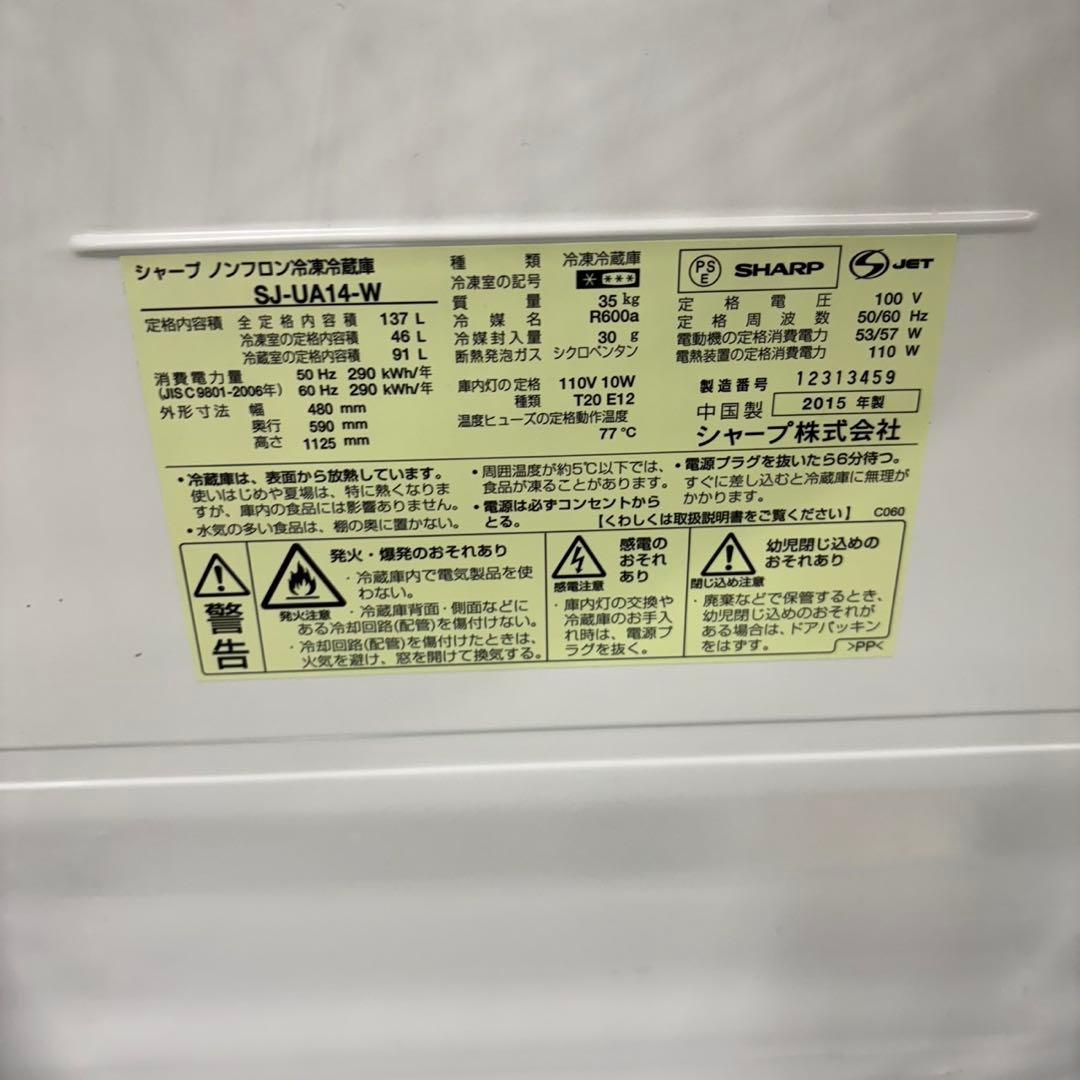 シャープ ノンフロン冷凍冷蔵庫
SJ-UA14-W
定格内容積 全定格内容積 137 L
冷凍室の定格内容積 46 L
冷蔵室の定格内容積 91 L
消費電力量 50 Hz 290 kWh/年
(JIS C 9801-2006年) 60 Hz 290 kWh/年
外形寸法 幅 480 mm
奥行 590 mm
高さ 1125 mm
種類 冷凍冷蔵庫
冷凍室の記号 * ***
質量 35 kg
冷媒名 R600a
冷媒封入量 30 g
断熱発泡ガス シクロペンタン
庫内灯の定格 110V 10W
種類 T20 E12
温度ヒューズの定格動作温度
77 ℃
PSE SHARP JET
定格電圧 100 V
定格周波数 50/60 Hz
電動機の定格消費電力 53/57 W
電熱装置の定格消費電力 110 W
製造番号 12313459
中国製 2015 年製
シャープ株式会社
・冷蔵庫は、表面から放熱しています。
使いはじめや夏場は、特に熱くなりま
すが、庫内の食品には影響ありません。
・水気の多い食品は、棚の奥に置かない。
・周囲温度が約5℃以下では、
食品が凍ることがあります。
・電源は必ずコンセントから
とる。
・電源プラグを抜いたら6分待つ。
すぐに差し込むと冷蔵庫に無理が
かかります。
【くわしくは取扱説明書をご覧ください】 C060
警告
発火・爆発のおそれあり
発火注意
・冷蔵庫内で電気製品を使
わない。
・冷蔵庫背面・側面などに
ある冷却回路(配管)を傷付けない。
・冷却回路(配管)を傷付けたときは、
火気を避け、窓を開けて換気する。
感電の
おそれ
あり
感電注意
・庫内灯の交換や
冷蔵庫のお手入
れ時は、電源プ
ラグを抜く。
幼児閉じ込めの
おそれあり
閉じ込め注意
・廃棄などで保管するとき、
幼児閉じ込めのおそれが
ある場合は、ドアパッキン
をはずす。
>PP<